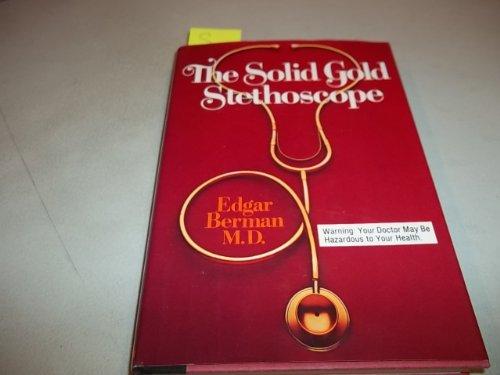 S
The Solid Gold
Stethoscope
Edgar
Berman
M.D.
Warning: Your Doctor May Be
Hazardous to Your Health.